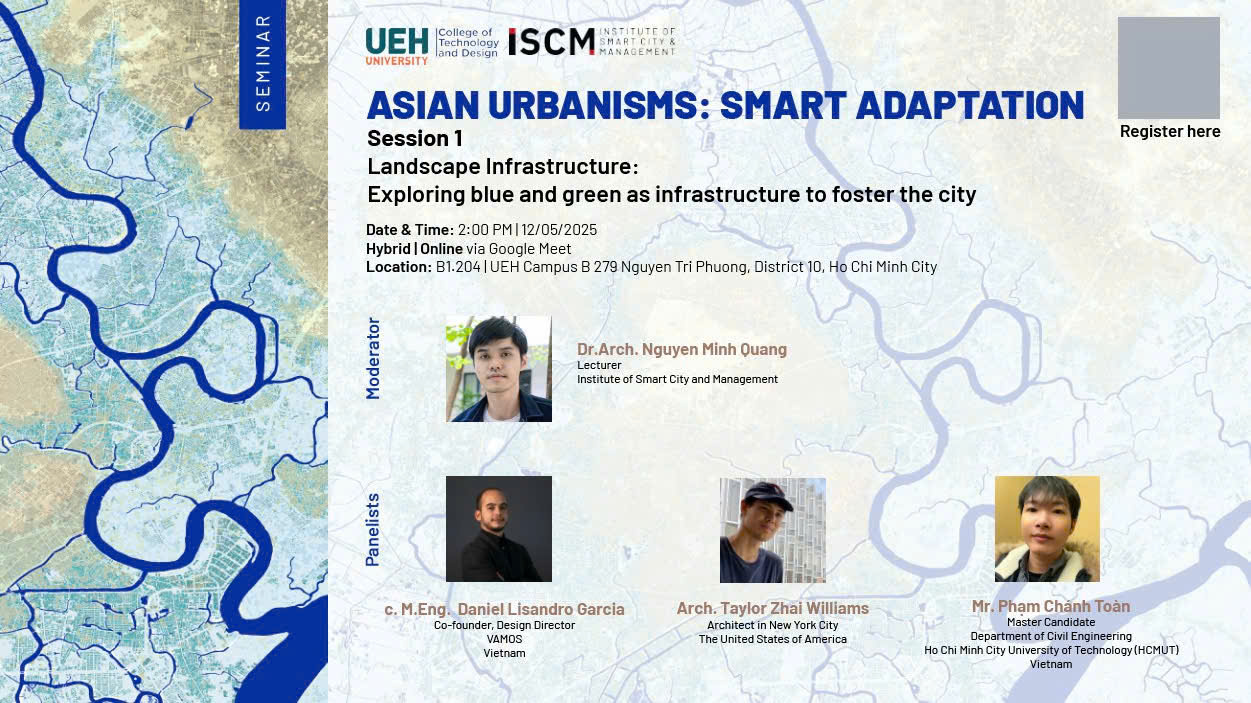 SEMINAR
UEH
UNIVERSITY
College of
Technology
and Design
ISCM
INSTITUTE OF
SMART CITY &
MANAGEMENT
ASIAN URBANISMS: SMART ADAPTATION
Register here
Session 1
Landscape Infrastructure:
Exploring blue and green as infrastructure to foster the city
Date & Time: 2:00 PM | 12/05/2025
Hybrid | Online via Google Meet
Location: B1.204 | UEH Campus B 279 Nguyen Tri Phuong, District 10, Ho Chi Minh City
Moderator
Dr.Arch. Nguyen Minh Quang
Lecturer
Institute of Smart City and Management
Panelists
c. M.Eng. Daniel Lisandro Garcia
Co-founder, Design Director
VAMOS
Vietnam
Arch. Taylor Zhai Williams
Architect in New York City
The United States of America
Mr. Phạm Chánh Toàn
Master Candidate
Department of Civil Engineering
Ho Chi Minh City University of Technology (HCMUT)
Vietnam